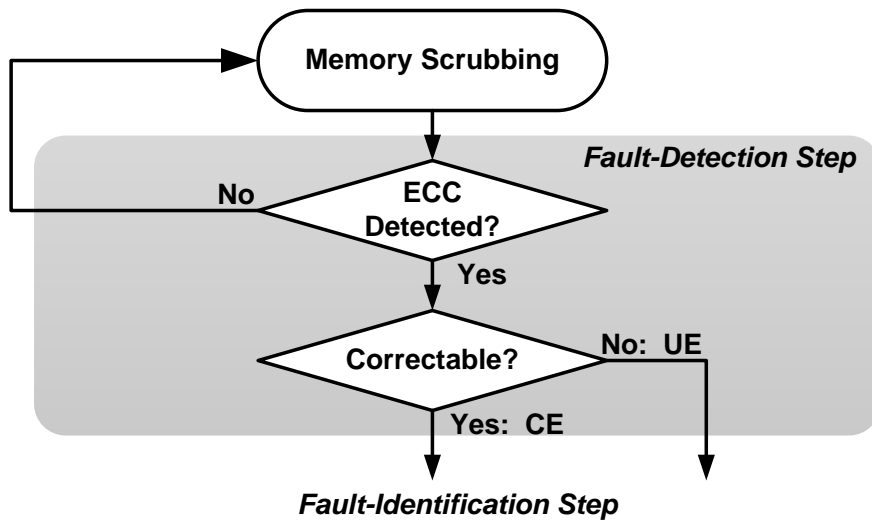 Memory Scrubbing
Fault-Detection Step
No
ECC
Detected?
Yes
Correctable?
No: UE
Yes: CE
Fault-Identification Step